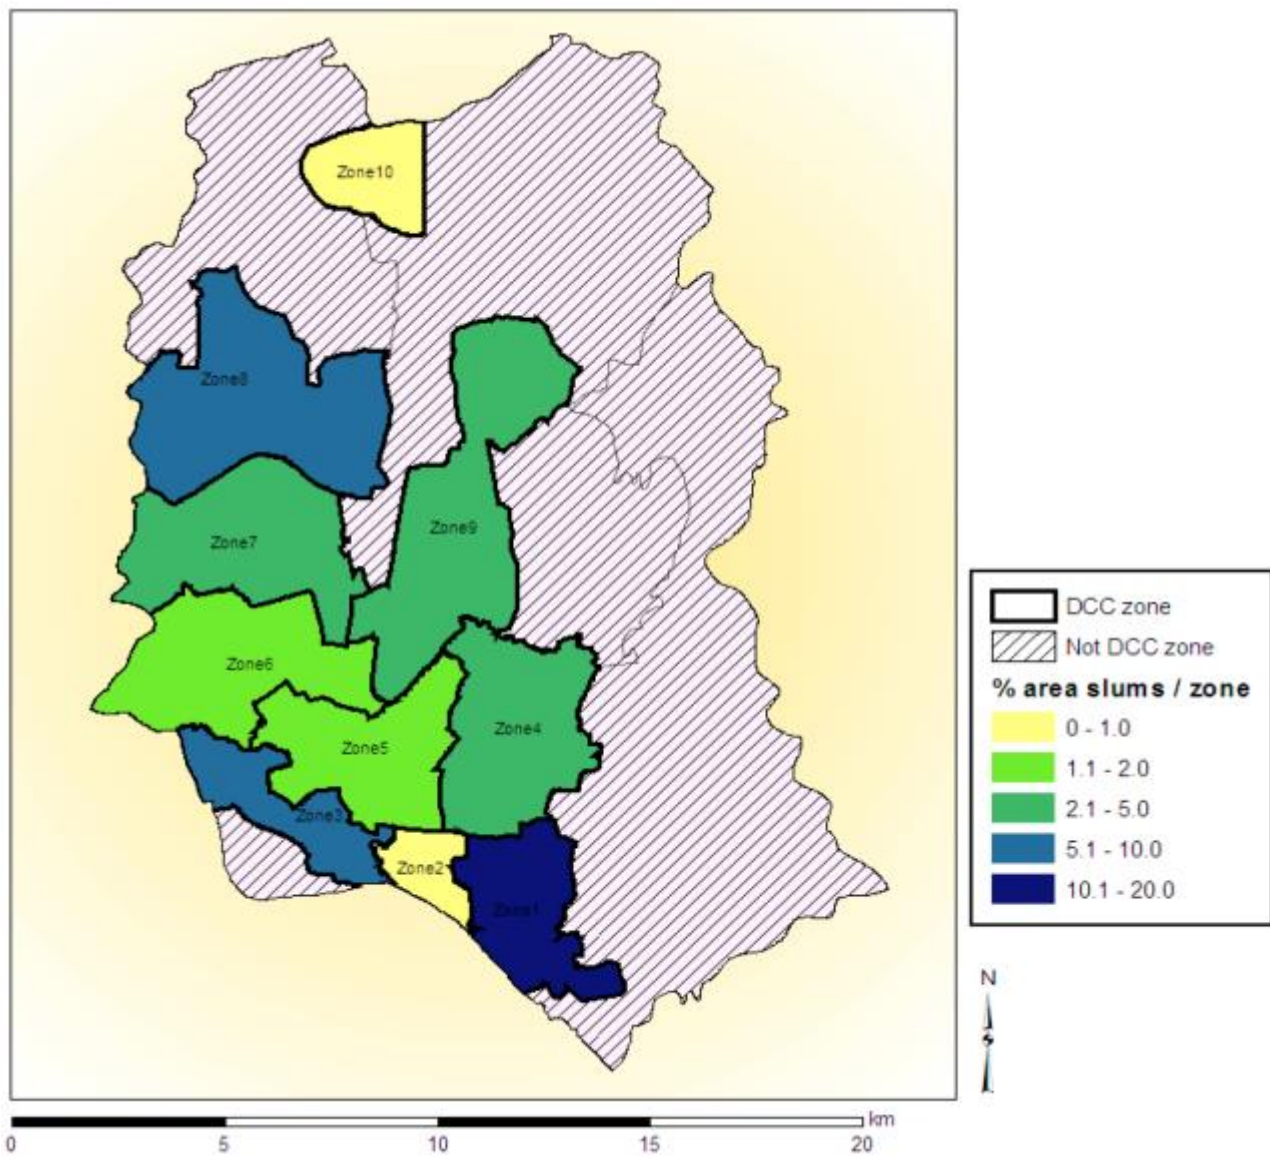 Zone10
Zone8
Zone9
Zone7
Zone6
Zone4
Zone5
Zone3
Zone2
Zone1
DCC zone
Not DCC zone
% area slums / zone
0 - 1.0
1.1 - 2.0
2.1 - 5.0
5.1 - 10.0
10.1 - 20.0
N
km
0 5 10 15 20